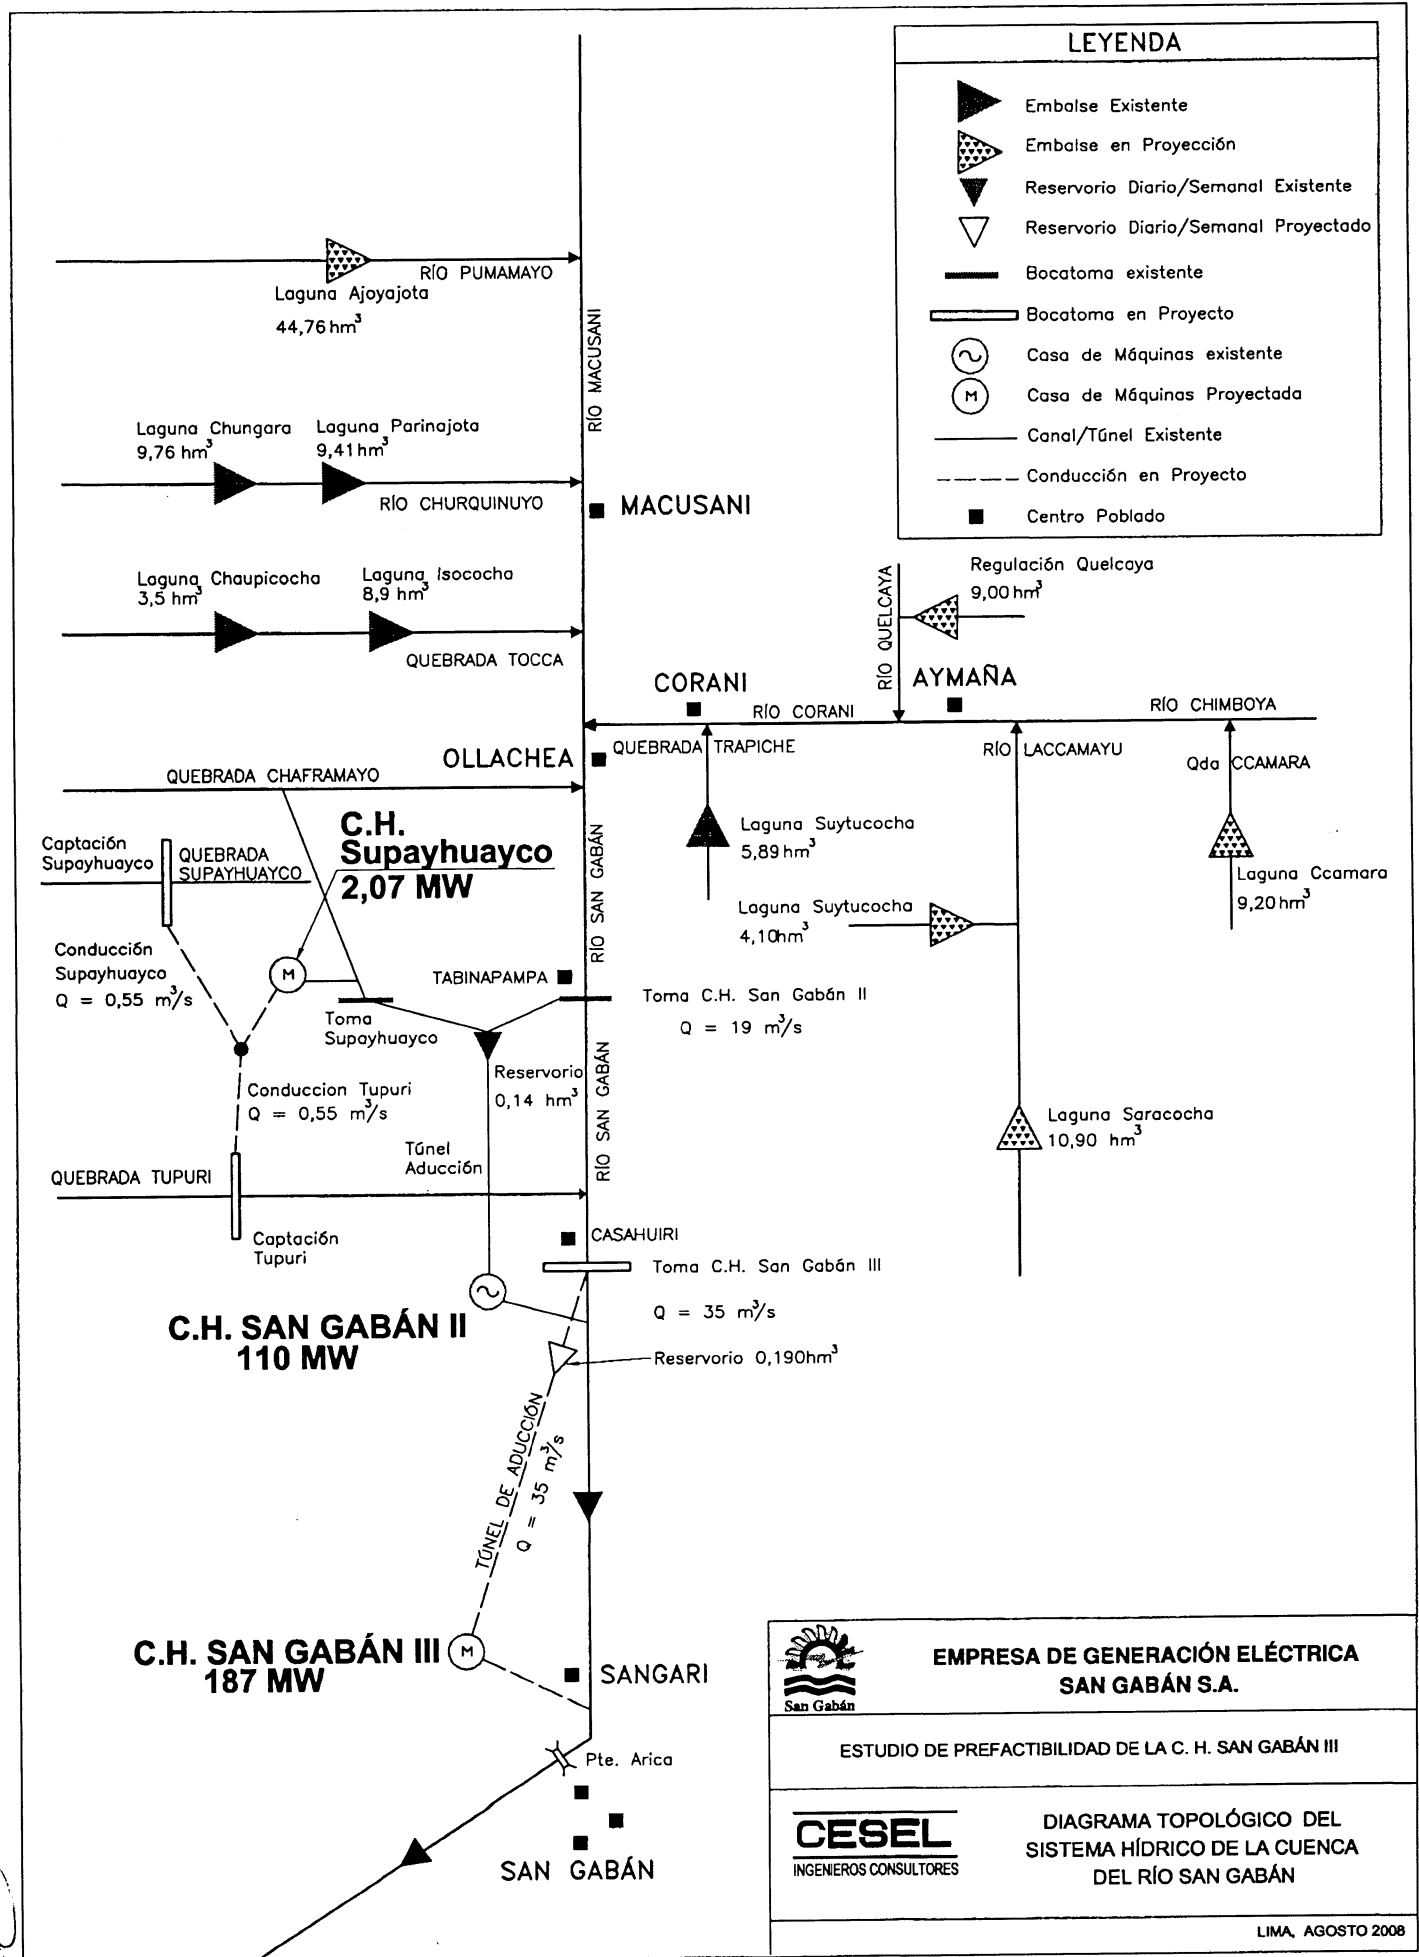 LEYENDA
Embalse Existente
Embalse en Proyección
Reservorio Diario/Semanal Existente
Reservorio Diario/Semanal Proyectado
Bocatoma existente
Bocatoma en Proyecto
Casa de Máquinas existente
M
Casa de Máquinas Proyectada
Canal/Túnel Existente
Conducción en Proyecto
Centro Poblado
RÍO PUMAMAYO
Laguna Ajoyajota
44,76 hm³
RÍO MACUSANI
Laguna Chungara
9,76 hm³
Laguna Parinajota
9,41 hm³
RÍO CHURQUINUYO
MACUSANI
Laguna Chaupicocha
3,5 hm³
Laguna Isococha
8,9 hm³
QUEBRADA TOCCA
Regulación Quelcaya
9,00 hm³
RÍO QUELCAYA
CORANI
AYMAÑA
RÍO CORANI
RÍO CHIMBOYA
OLLACHEA
QUEBRADA TRAPICHE
RÍO LACCAMAYU
Qda CCAMARA
QUEBRADA CHAFRAMAYO
C.H.
Supayhuayco
2,07 MW
Captación
Supayhuayco
QUEBRADA
SUPAYHUAYCO
RÍO SAN GABÁN
Laguna Suytucocha
5,89 hm³
Laguna Ccamara
9,20 hm³
Laguna Suytucocha
4,10hm³
Conducción
Supayhuayco
Q = 0,55 m³/s
M
TABINAPAMPA
Toma
Supayhuayco
Toma C.H. San Gabán II
Q = 19 m³/s
Reservorio
0,14 hm³
RÍO SAN GABÁN
Conduccion Tupuri
Q = 0,55 m³/s
Laguna Saracocha
10,90 hm³
Túnel
Aducción
QUEBRADA TUPURI
Captación
Tupuri
CASAHUIRI
Toma C.H. San Gabán III
Q = 35 m³/s
C.H. SAN GABÁN II
110 MW
Reservorio 0,190hm³
TÚNEL DE ADUCCIÓN
Q = 35 m³/s
C.H. SAN GABÁN III
187 MW
M
SANGARI
Pte. Arica
SAN GABÁN
San Gabán
EMPRESA DE GENERACIÓN ELÉCTRICA
SAN GABÁN S.A.
ESTUDIO DE PREFACTIBILIDAD DE LA C. H. SAN GABÁN III
CESEL
INGENIEROS CONSULTORES
DIAGRAMA TOPOLÓGICO DEL
SISTEMA HÍDRICO DE LA CUENCA
DEL RÍO SAN GABÁN
LIMA, AGOSTO 2008